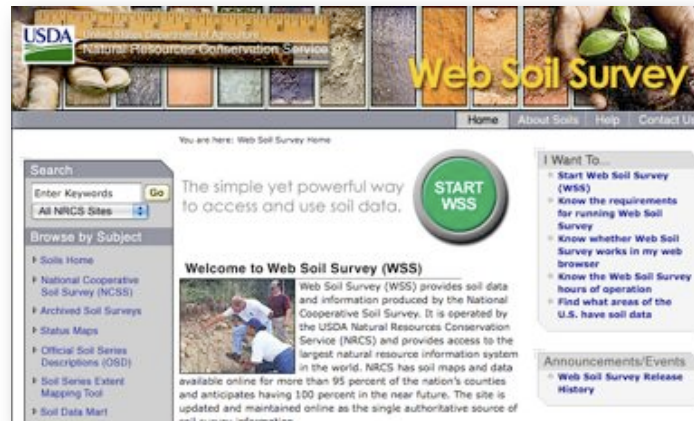 USDA
United States Department of Agriculture
Natural Resources Conservation Service
Web Soil Survey
Home
About Soils
Help
Contact Us
You are here: Web Soil Survey Home
Search
Enter Keywords
Go
All NRCS Sites
Browse by Subject
Soils Home
National Cooperative
Soil Survey (NCSS)
Archived Soil Surveys
Status Maps
Official Soil Series
Descriptions (OSD)
Soil Series Extent
Mapping Tool
Soil Data Mart
The simple yet powerful way
to access and use soil data.
START
WSS
Welcome to Web Soil Survey (WSS)
Web Soil Survey (WSS) provides soil data
and information produced by the National
Cooperative Soil Survey. It is operated by
the USDA Natural Resources Conservation
Service (NRCS) and provides access to the
largest natural resource information system
in the world. NRCS has soil maps and data
available online for more than 95 percent of the nation's counties
and anticipates having 100 percent in the near future. The site is
updated and maintained online as the single authoritative source of
soil survey information.
I Want To...
Start Web Soil Survey
(WSS)
Know the requirements
for running Web Soil
Survey
Know whether Web Soil
Survey works in my web
browser
Know the Web Soil Survey
hours of operation
Find what areas of the
U.S. have soil data
Announcements/Events
Web Soil Survey Release
History